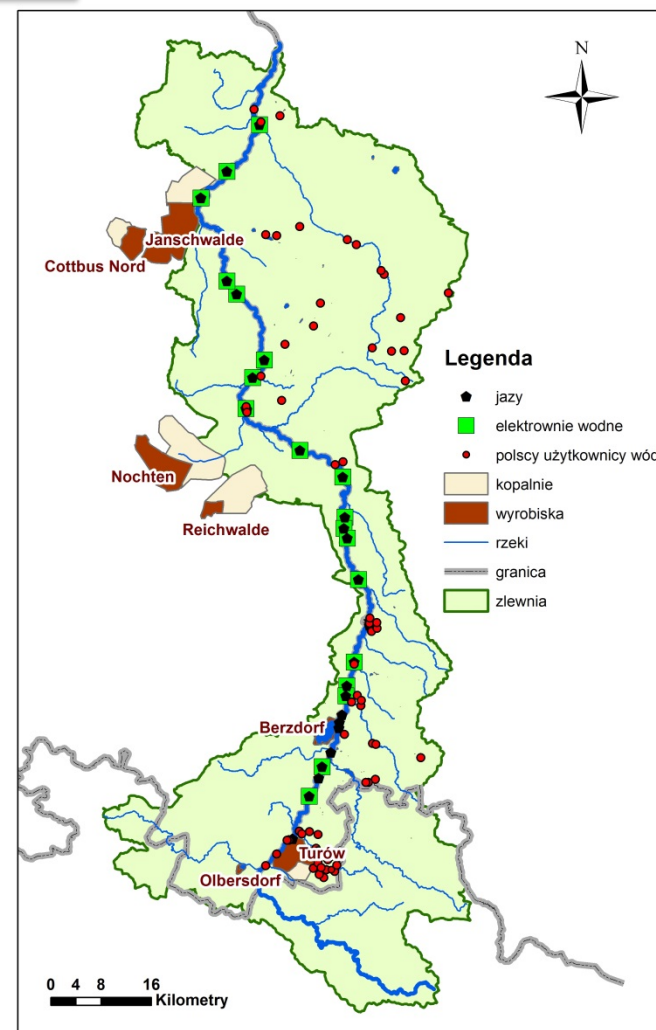 N
Janschwalde
Cottbus Nord
Legenda
jazy
elektrownie wodne
polscy użytkownicy wód
kopalnie
wyrobiska
rzeki
granica
zlewnia
Nochten
Reichwalde
Berzdorf
Turów
Olbersdorf
0 4 8 16
Kilometry